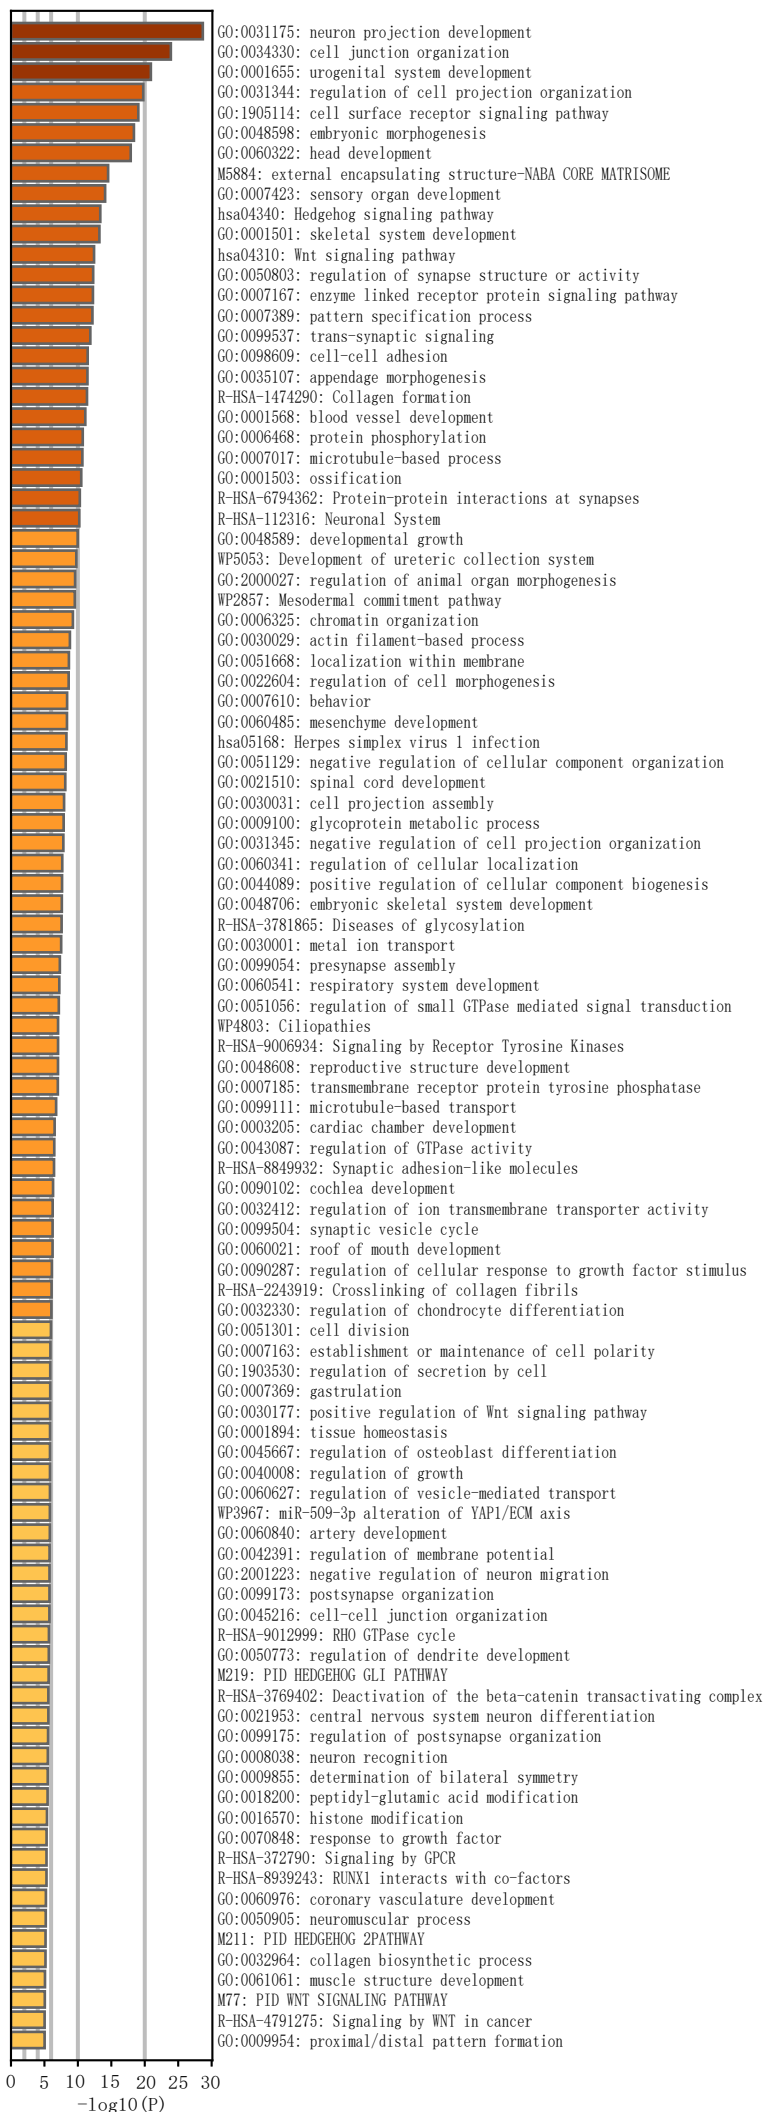 GO:0031175: neuron projection development
GO:0034330: cell junction organization
GO:0001655: urogenital system development
GO:0031344: regulation of cell projection organization
GO:1905114: cell surface receptor signaling pathway
GO:0048598: embryonic morphogenesis
GO:0060322: head development
M5884: external encapsulating structure-NABA CORE MATRISOME
GO:0007423: sensory organ development
hsa04340: Hedgehog signaling pathway
GO:0001501: skeletal system development
hsa04310: Wnt signaling pathway
GO:0050803: regulation of synapse structure or activity
GO:0007167: enzyme linked receptor protein signaling pathway
GO:0007389: pattern specification process
GO:0099537: trans-synaptic signaling
GO:0098609: cell-cell adhesion
GO:0035107: appendage morphogenesis
R-HSA-1474290: Collagen formation
GO:0001568: blood vessel development
GO:0006468: protein phosphorylation
GO:0007017: microtubule-based process
GO:0001503: ossification
R-HSA-6794362: Protein-protein interactions at synapses
R-HSA-112316: Neuronal System
GO:0048589: developmental growth
WP5053: Development of ureteric collection system
GO:2000027: regulation of animal organ morphogenesis
WP2857: Mesodermal commitment pathway
GO:0006325: chromatin organization
GO:0030029: actin filament-based process
GO:0051668: localization within membrane
GO:0022604: regulation of cell morphogenesis
GO:0007610: behavior
GO:0060485: mesenchyme development
hsa05168: Herpes simplex virus 1 infection
GO:0051129: negative regulation of cellular component organization
GO:0021510: spinal cord development
GO:0030031: cell projection assembly
GO:0009100: glycoprotein metabolic process
GO:0031345: negative regulation of cell projection organization
GO:0060341: regulation of cellular localization
GO:0044089: positive regulation of cellular component biogenesis
GO:0048706: embryonic skeletal system development
R-HSA-3781865: Diseases of glycosylation
GO:0030001: metal ion transport
GO:0099054: presynapse assembly
GO:0060541: respiratory system development
GO:0051056: regulation of small GTPase mediated signal transduction
WP4803: Ciliopathies
R-HSA-9006934: Signaling by Receptor Tyrosine Kinases
GO:0048608: reproductive structure development
GO:0007185: transmembrane receptor protein tyrosine phosphatase
GO:0099111: microtubule-based transport
GO:0003205: cardiac chamber development
GO:0043087: regulation of GTPase activity
R-HSA-8849932: Synaptic adhesion-like molecules
GO:0090102: cochlea development
GO:0032412: regulation of ion transmembrane transporter activity
GO:0099504: synaptic vesicle cycle
GO:0060021: roof of mouth development
GO:0090287: regulation of cellular response to growth factor stimulus
R-HSA-2243919: Crosslinking of collagen fibrils
GO:0032330: regulation of chondrocyte differentiation
GO:0051301: cell division
GO:0007163: establishment or maintenance of cell polarity
GO:1903530: regulation of secretion by cell
GO:0007369: gastrulation
GO:0030177: positive regulation of Wnt signaling pathway
GO:0001894: tissue homeostasis
GO:0045667: regulation of osteoblast differentiation
GO:0040008: regulation of growth
GO:0060627: regulation of vesicle-mediated transport
WP3967: miR-509-3p alteration of YAP1/ECM axis
GO:0060840: artery development
GO:0042391: regulation of membrane potential
GO:2001223: negative regulation of neuron migration
GO:0099173: postsynapse organization
GO:0045216: cell-cell junction organization
R-HSA-9012999: RHO GTPase cycle
GO:0050773: regulation of dendrite development
M219: PID HEDGEHOG GLI PATHWAY
R-HSA-3769402: Deactivation of the beta-catenin transactivating complex
GO:0021953: central nervous system neuron differentiation
GO:0099175: regulation of postsynapse organization
GO:0008038: neuron recognition
GO:0009855: determination of bilateral symmetry
GO:0018200: peptidyl-glutamic acid modification
GO:0016570: histone modification
GO:0070848: response to growth factor
R-HSA-372790: Signaling by GPCR
R-HSA-8939243: RUNX1 interacts with co-factors
GO:0060976: coronary vasculature development
GO:0050905: neuromuscular process
M211: PID HEDGEHOG 2PATHWAY
GO:0032964: collagen biosynthetic process
GO:0061061: muscle structure development
M77: PID WNT SIGNALING PATHWAY
R-HSA-4791275: Signaling by WNT in cancer
GO:0009954: proximal/distal pattern formation
0 5 10 15 20 25 30
-log10(P)